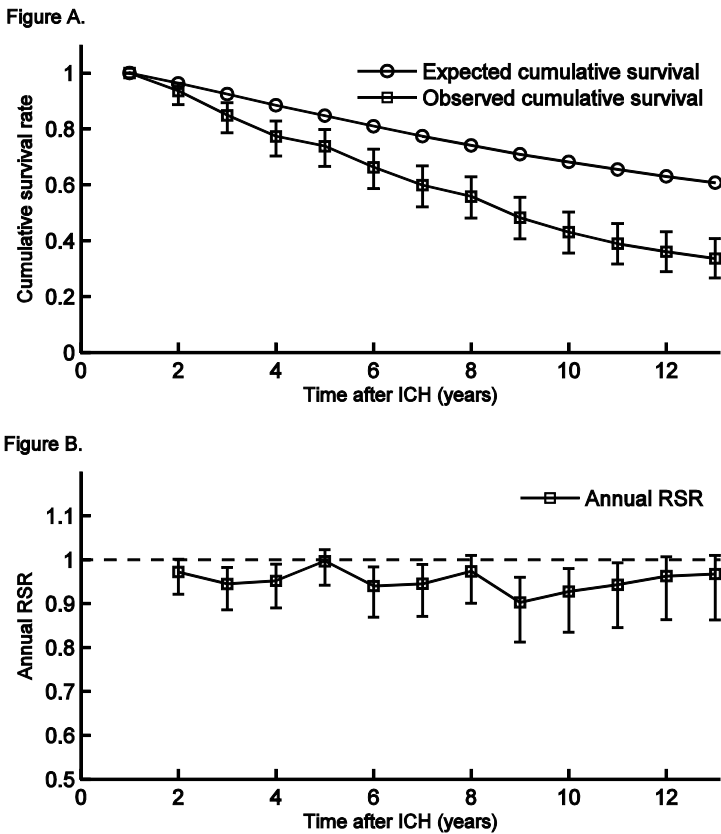 Figure A.
1
0.8
0.6
0.4
0.2
0
Cumulative survival rate
Expected cumulative survival
Observed cumulative survival
0 2 4 6 8 10 12
Time after ICH (years)
Figure B.
1.1
1
0.9
0.8
0.7
0.6
0.5
Annual RSR
Annual RSR
0 2 4 6 8 10 12
Time after ICH (years)